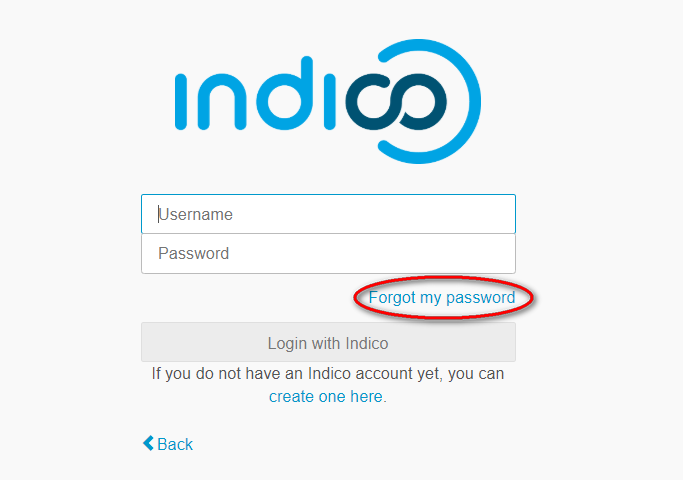 indico
Username
Password
Forgot my password
Login with Indico
If you do not have an Indico account yet, you can
create one here.
Back